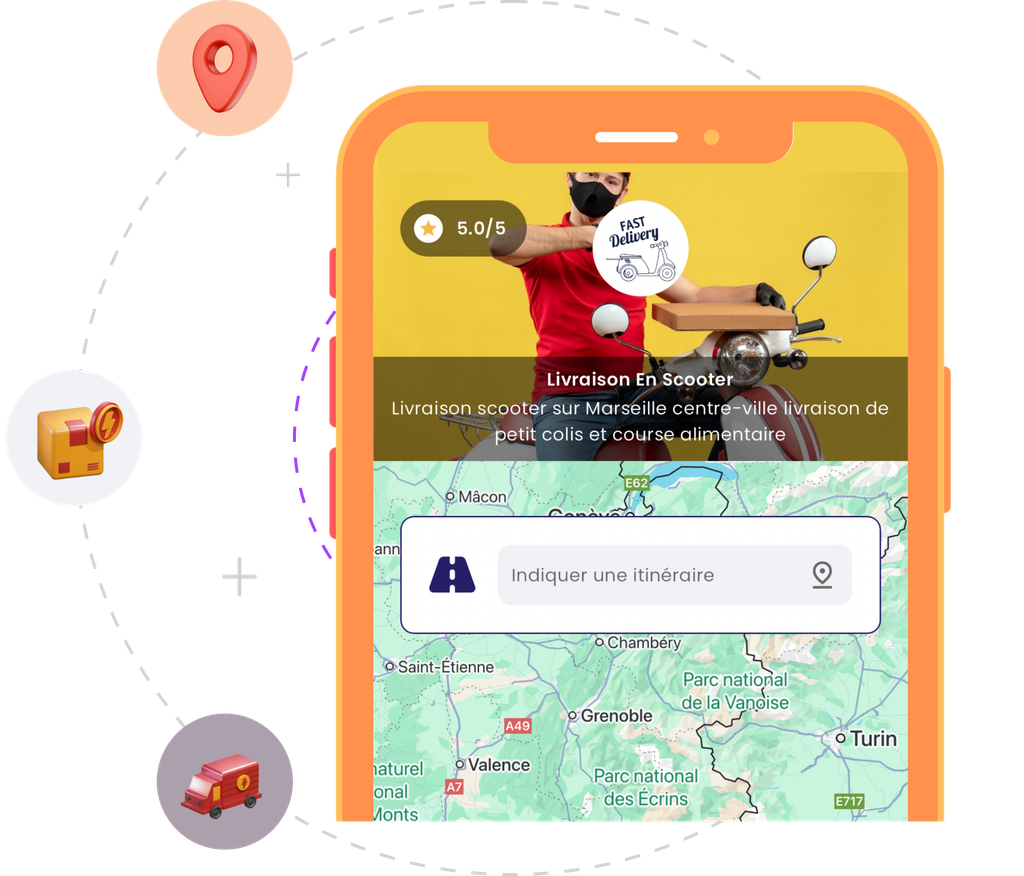 5.0/5
FAST
Delivery
Livraison En Scooter
Livraison scooter sur Marseille centre-ville livraison de
petit colis et course alimentaire
E62
Mâcon
Genève
ann
Indiquer une itinéraire
Chambéry
Saint-Étienne
Parc national
de la Vanoise
Grenoble
A49
Turin
Valence
naturel
Parc national
A7
onal
des Écrins
E717
Monts